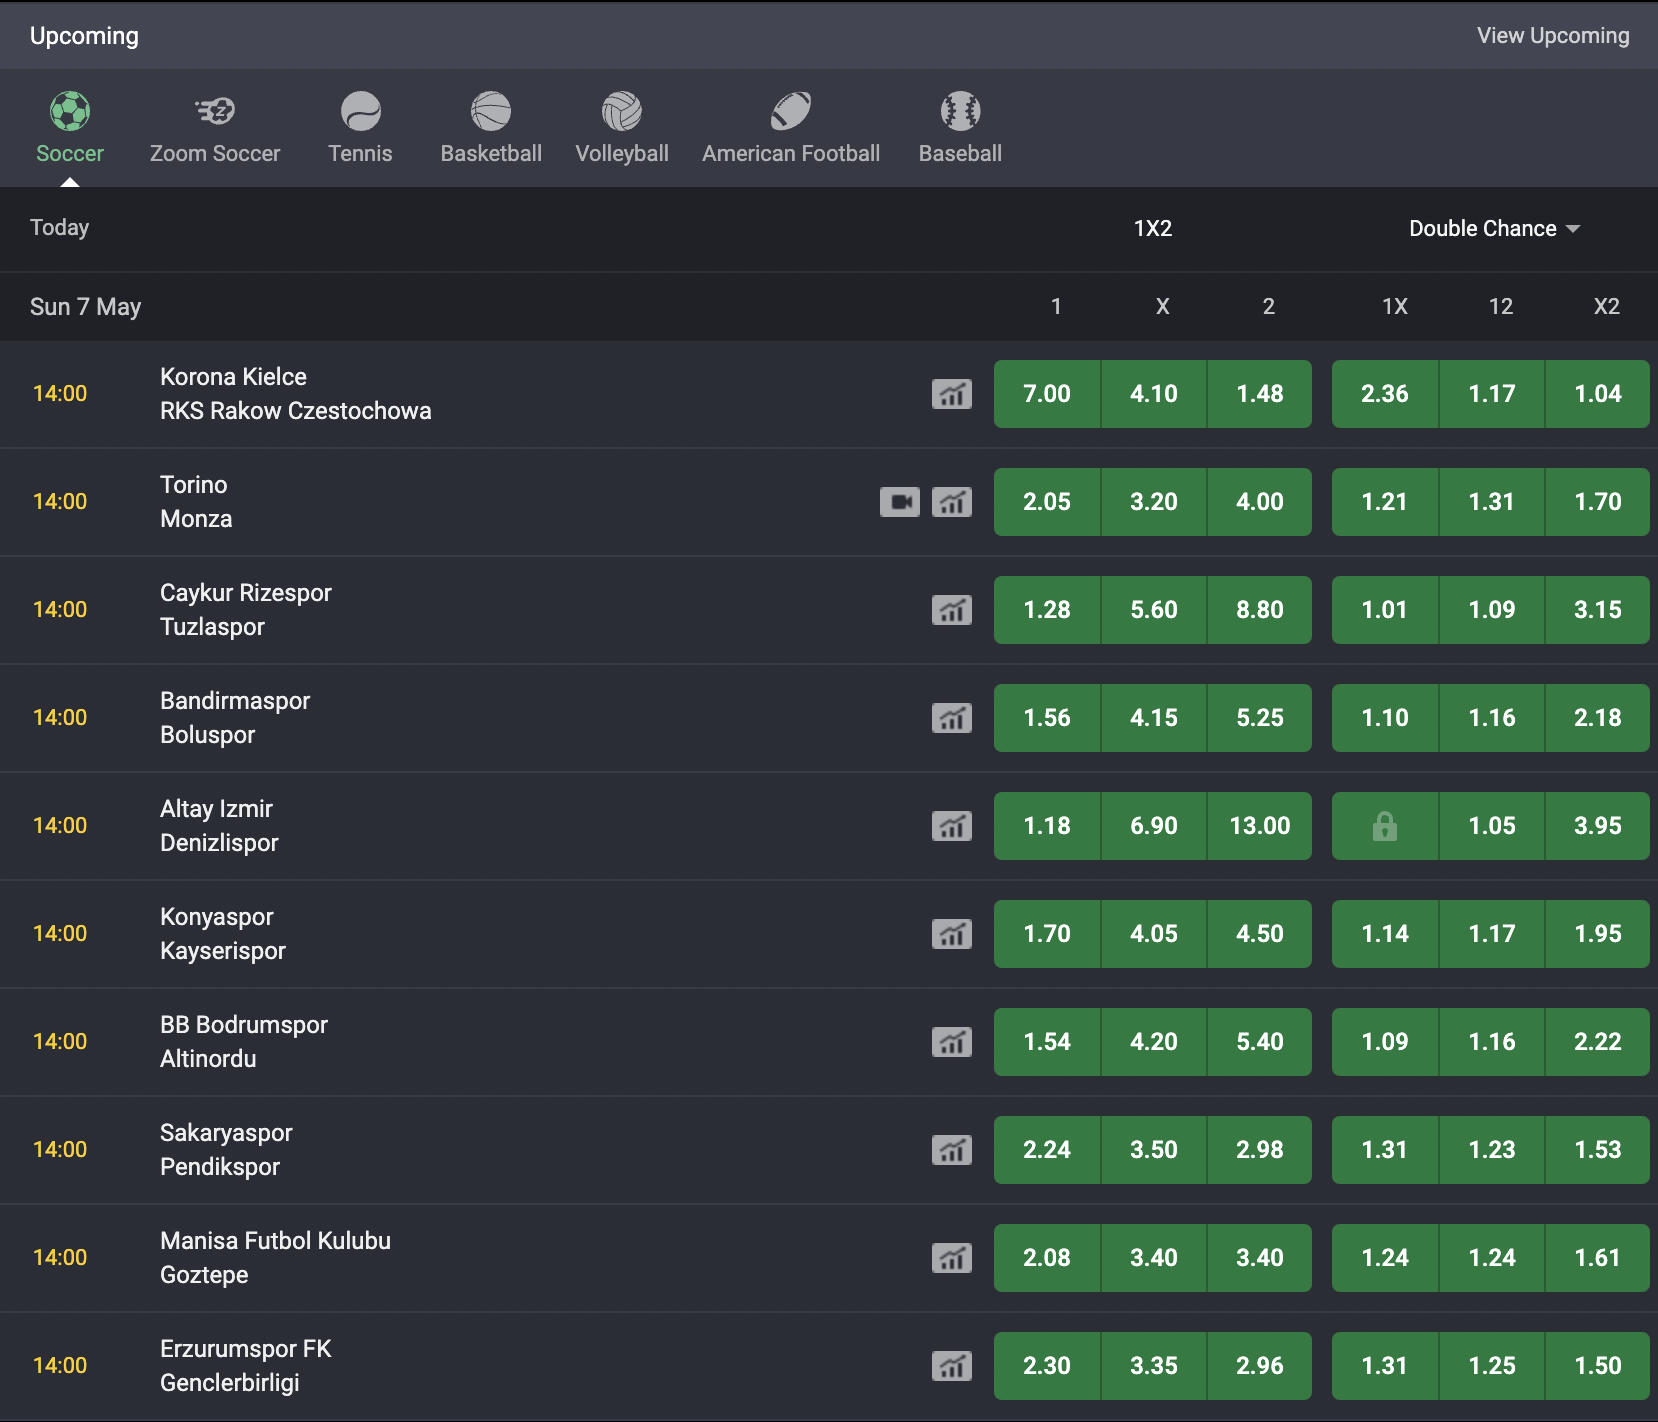 Upcoming View Upcoming
Soccer Zoom Soccer Tennis Basketball Volleyball American Football Baseball
Today 1X2 Double Chance
Sun 7 May 1 X 2 1X 12 X2
Korona Kielce
14:00 7.00 4.10 1.48 2.36 1.17 1.04
RKS Rakow Czestochowa
Torino
14:00 2.05 3.20 4.00 1.21 1.31 1.70
Monza
Caykur Rizespor
14:00 1.28 5.60 8.80 1.01 1.09 3.15
Tuzlaspor
Bandirmaspor
14:00 1.56 4.15 5.25 1.10 1.16 2.18
Boluspor
Altay Izmir
14:00 1.18 6.90 13.00 1.05 3.95
Denizlispor
Konyaspor
14:00 1.70 4.05 4.50 1.14 1.17 1.95
Kayserispor
BB Bodrumspor
14:00 1.54 4.20 5.40 1.09 1.16 2.22
Altinordu
Sakaryaspor
14:00 2.24 3.50 2.98 1.31 1.23 1.53
Pendikspor
Manisa Futbol Kulubu
14:00 2.08 3.40 3.40 1.24 1.24 1.61
Goztepe
Erzurumspor FK
14:00 2.30 3.35 2.96 1.31 1.25 1.50
Genclerbirligi